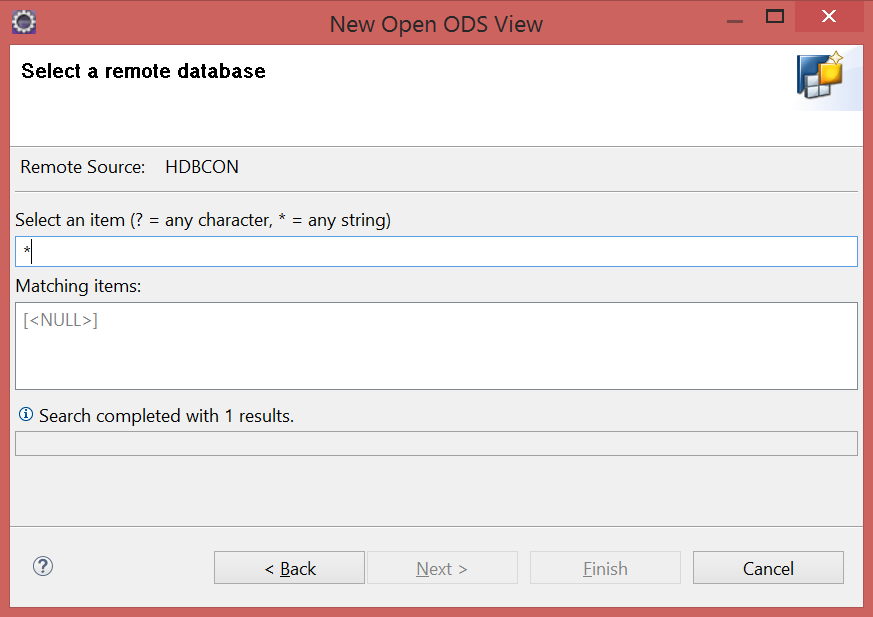 New Open ODS View
Select a remote database
Remote Source: HDBCON
Select an item (? = any character, * = any string)
*
Matching items:
[<NULL>]
Search completed with 1 results.
< Back Next > Finish Cancel